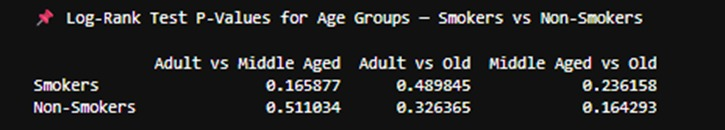 📌 Log-Rank Test P-Values for Age Groups — Smokers vs Non-Smokers
Adult vs Middle Aged Adult vs Old Middle Aged vs Old
Smokers 0.165877 0.489845 0.236158
Non-Smokers 0.511034 0.326365 0.164293